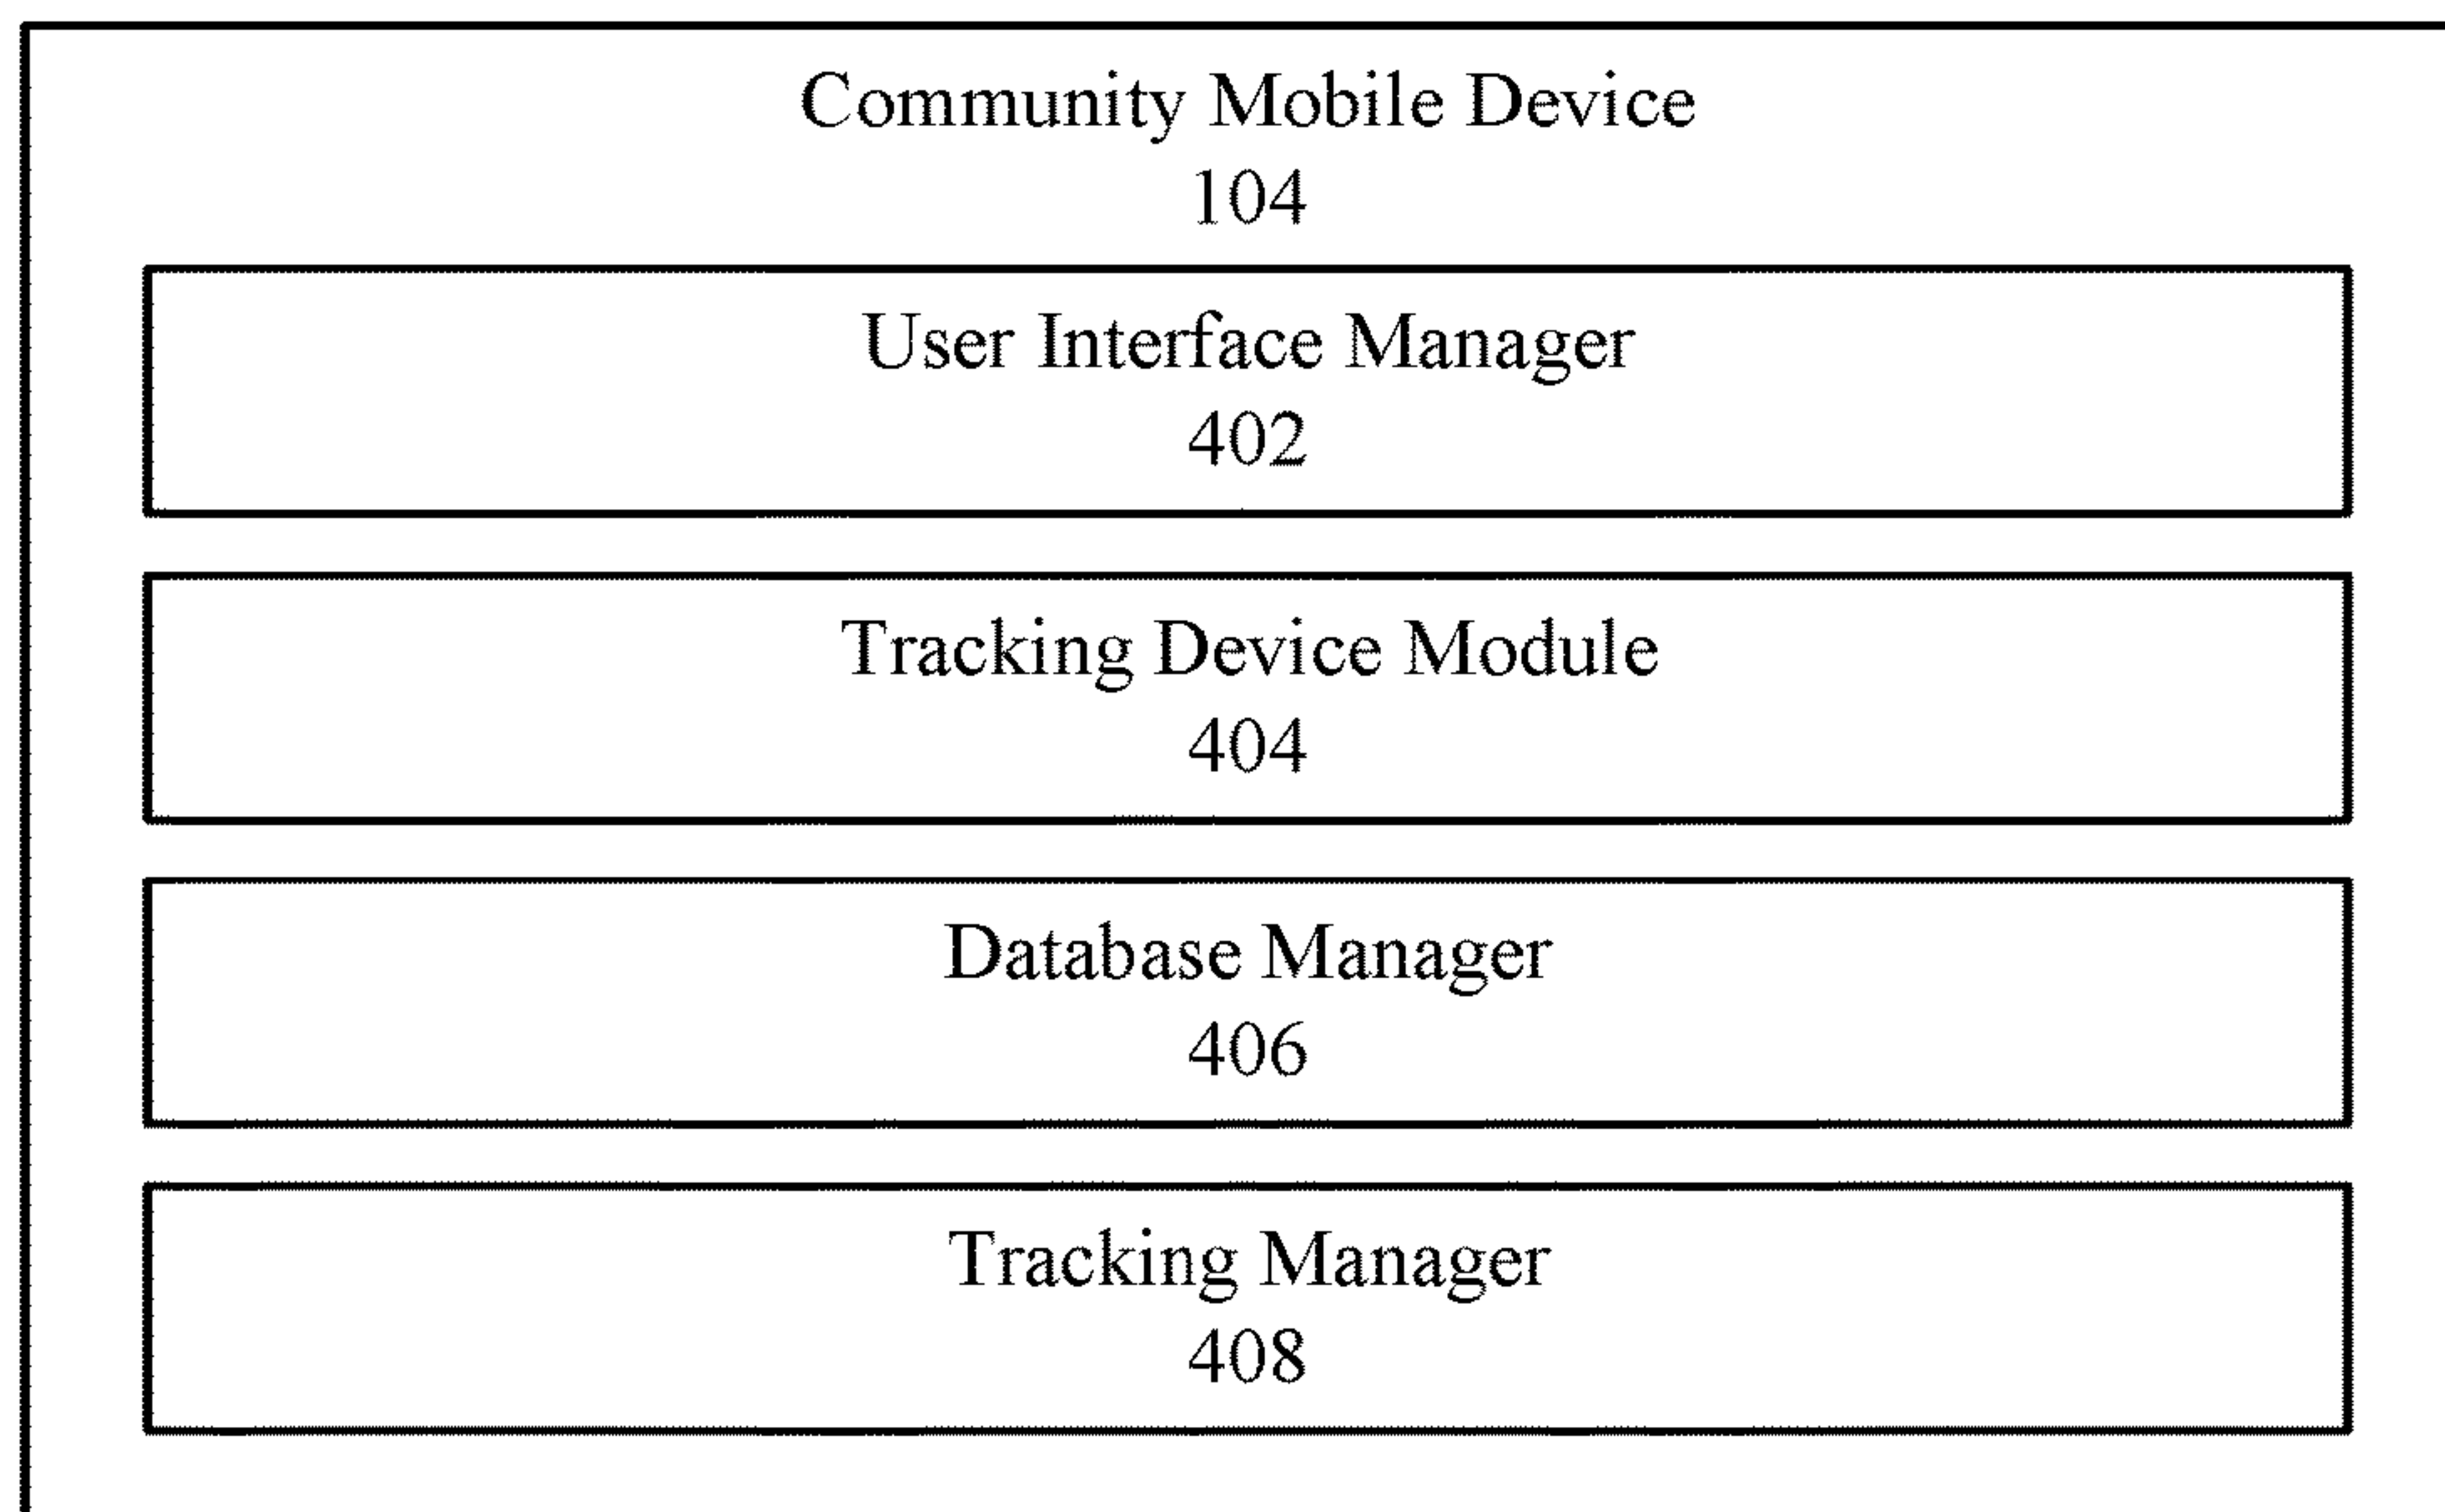 Community Mobile Device
104
User Interface Manager
402
Tracking Device Module
404
Database Manager
406
Tracking Manager
408